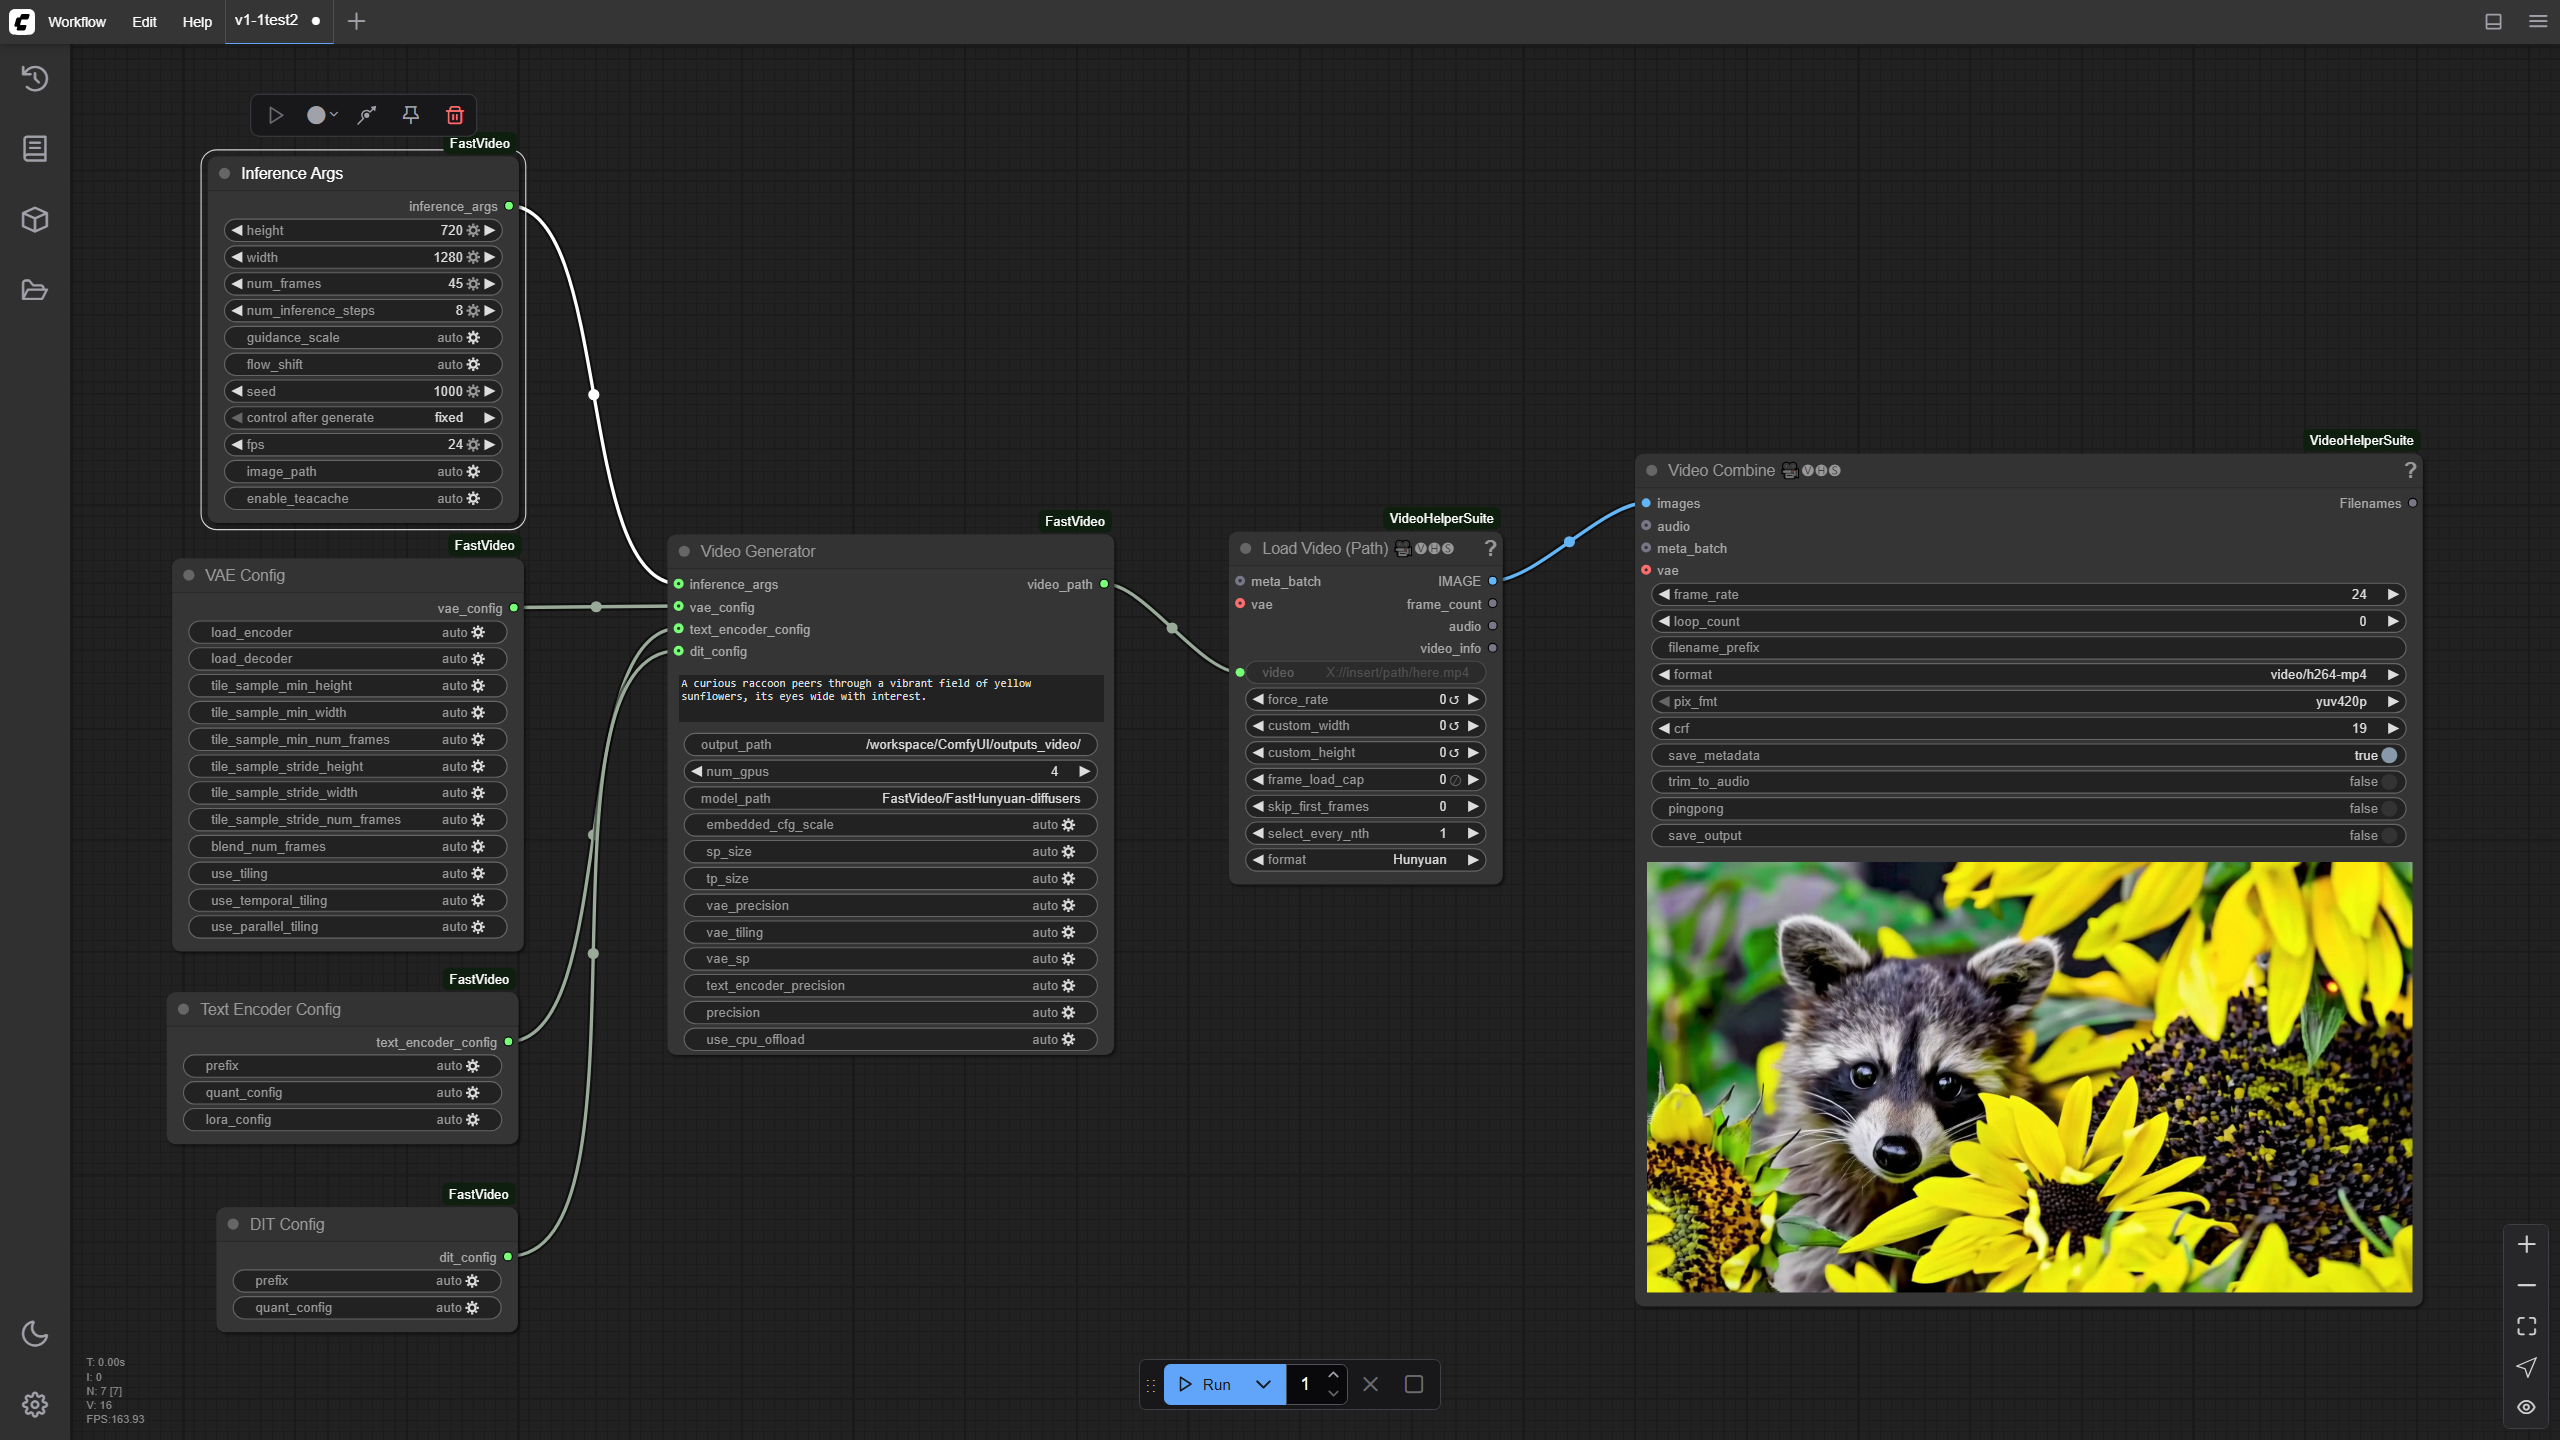 Workflow
Edit
Help
v1-1test2
FastVideo
Inference Args
inference_args
height 720
width 1280
num_frames 45
num_inference_steps 8
guidance_scale auto
flow_shift auto
seed 1000
control after generate fixed
fps 24
image_path auto
enable_teacache auto
FastVideo
VAE Config
vae_config
load_encoder auto
load_decoder auto
tile_sample_min_height auto
tile_sample_min_width auto
tile_sample_min_num_frames auto
tile_sample_stride_height auto
tile_sample_stride_width auto
tile_sample_stride_num_frames auto
blend_num_frames auto
use_tiling auto
use_temporal_tiling auto
use_parallel_tiling auto
FastVideo
Text Encoder Config
text_encoder_config
prefix auto
quant_config auto
lora_config auto
FastVideo
DIT Config
dit_config
prefix auto
quant_config auto
FastVideo
Video Generator
inference_args video_path
vae_config
text_encoder_config
dit_config
A curious raccoon peers through a vibrant field of yellow
sunflowers, its eyes wide with interest.
output_path /workspace/ComfyUI/outputs_video/
num_gpus 4
model_path FastVideo/FastHunyuan-diffusers
embedded_cfg_scale auto
sp_size auto
tp_size auto
vae_precision auto
vae_tiling auto
vae_sp auto
text_encoder_precision auto
precision auto
use_cpu_offload auto
VideoHelperSuite
Load Video (Path) VHS ?
meta_batch IMAGE
vae frame_count
audio
video_info
video X://insert/path/here.mp4
force_rate 0
custom_width 0
custom_height 0
frame_load_cap 0
skip_first_frames 0
select_every_nth 1
format Hunyuan
VideoHelperSuite
Video Combine VHS ?
images Filenames
audio
meta_batch
vae
frame_rate 24
loop_count 0
filename_prefix
format video/h264-mp4
pix_fmt yuv420p
crf 19
save_metadata true
trim_to_audio false
pingpong false
save_output false
T: 0.00s
I: 0
N: 7 [7]
V: 16
FPS:163.93
Run
1